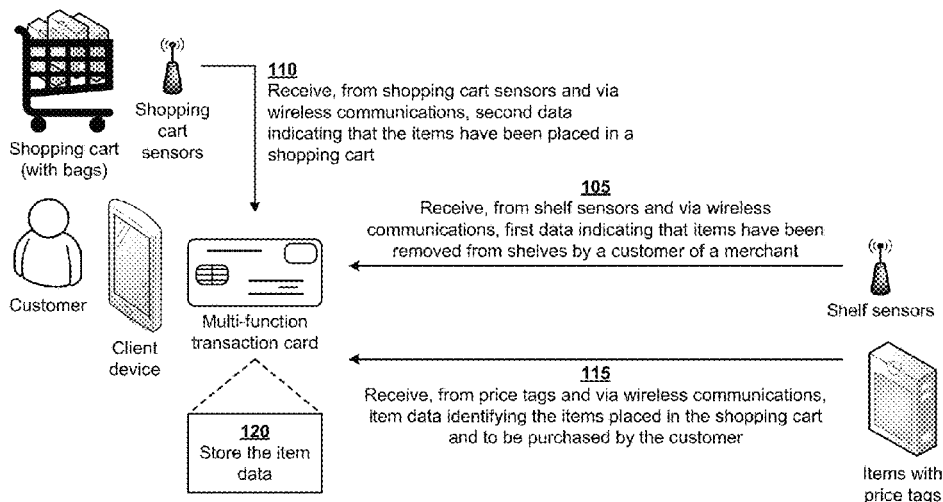 110
Receive, from shopping cart sensors and via
wireless communications, second data
indicating that the items have been placed in a
shopping cart
Shopping
cart
sensors
Shopping cart
(with bags)
105
Receive, from shelf sensors and via wireless
communications, first data indicating that items have been
removed from shelves by a customer of a merchant
Customer
Client
device
Multi-function
transaction card
Shelf sensors
115
Receive, from price tags and via wireless communications,
item data identifying the items placed in the shopping cart
and to be purchased by the customer
120
Store the item
data
Items with
price tags